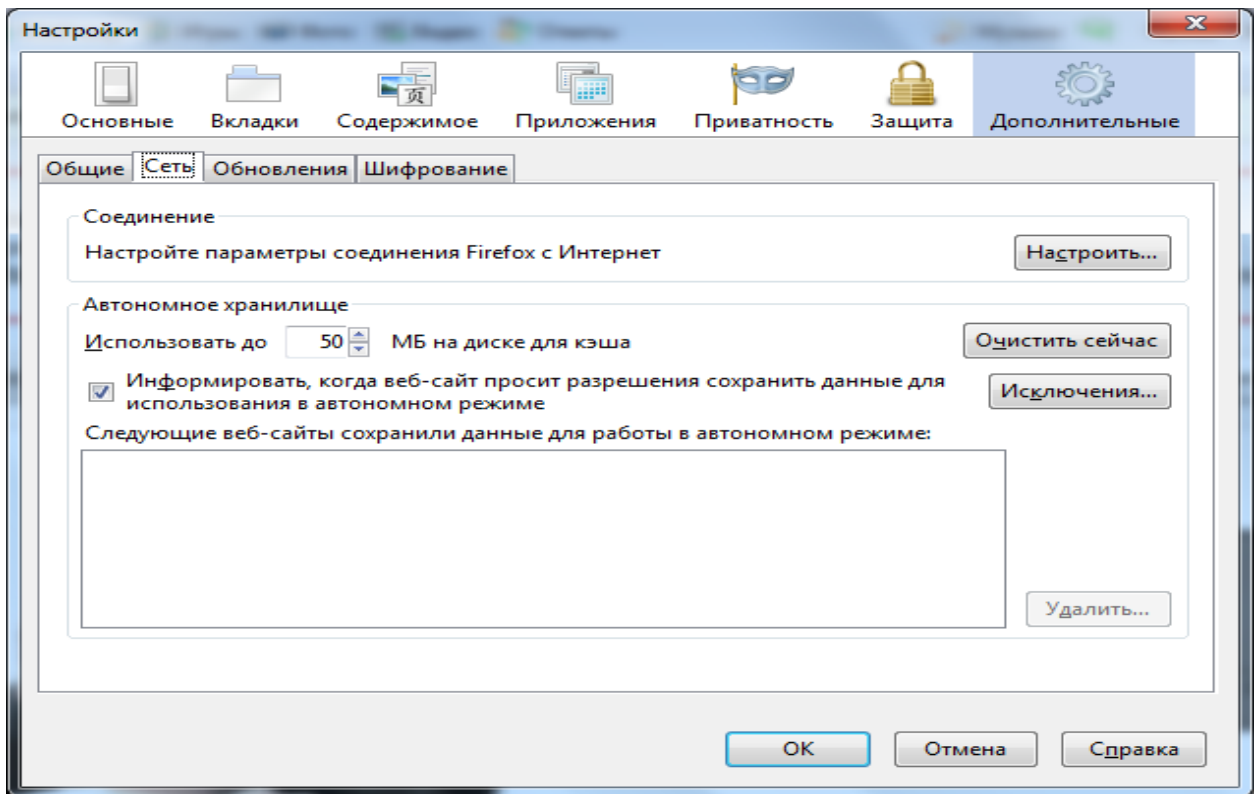 Настройки
Основные Вкладки Содержимое Приложения Приватность Защита Дополнительные
Общие Сеть Обновления Шифрование
Соединение
Настройте параметры соединения Firefox с Интернет Настроить...
Автономное хранилище
Использовать до 50 МБ на диске для кэша Очистить сейчас
Информировать, когда веб-сайт просит разрешения сохранить данные для
использования в автономном режиме Исключения...
Следующие веб-сайты сохранили данные для работы в автономном режиме:
Удалить...
OK Отмена Справка